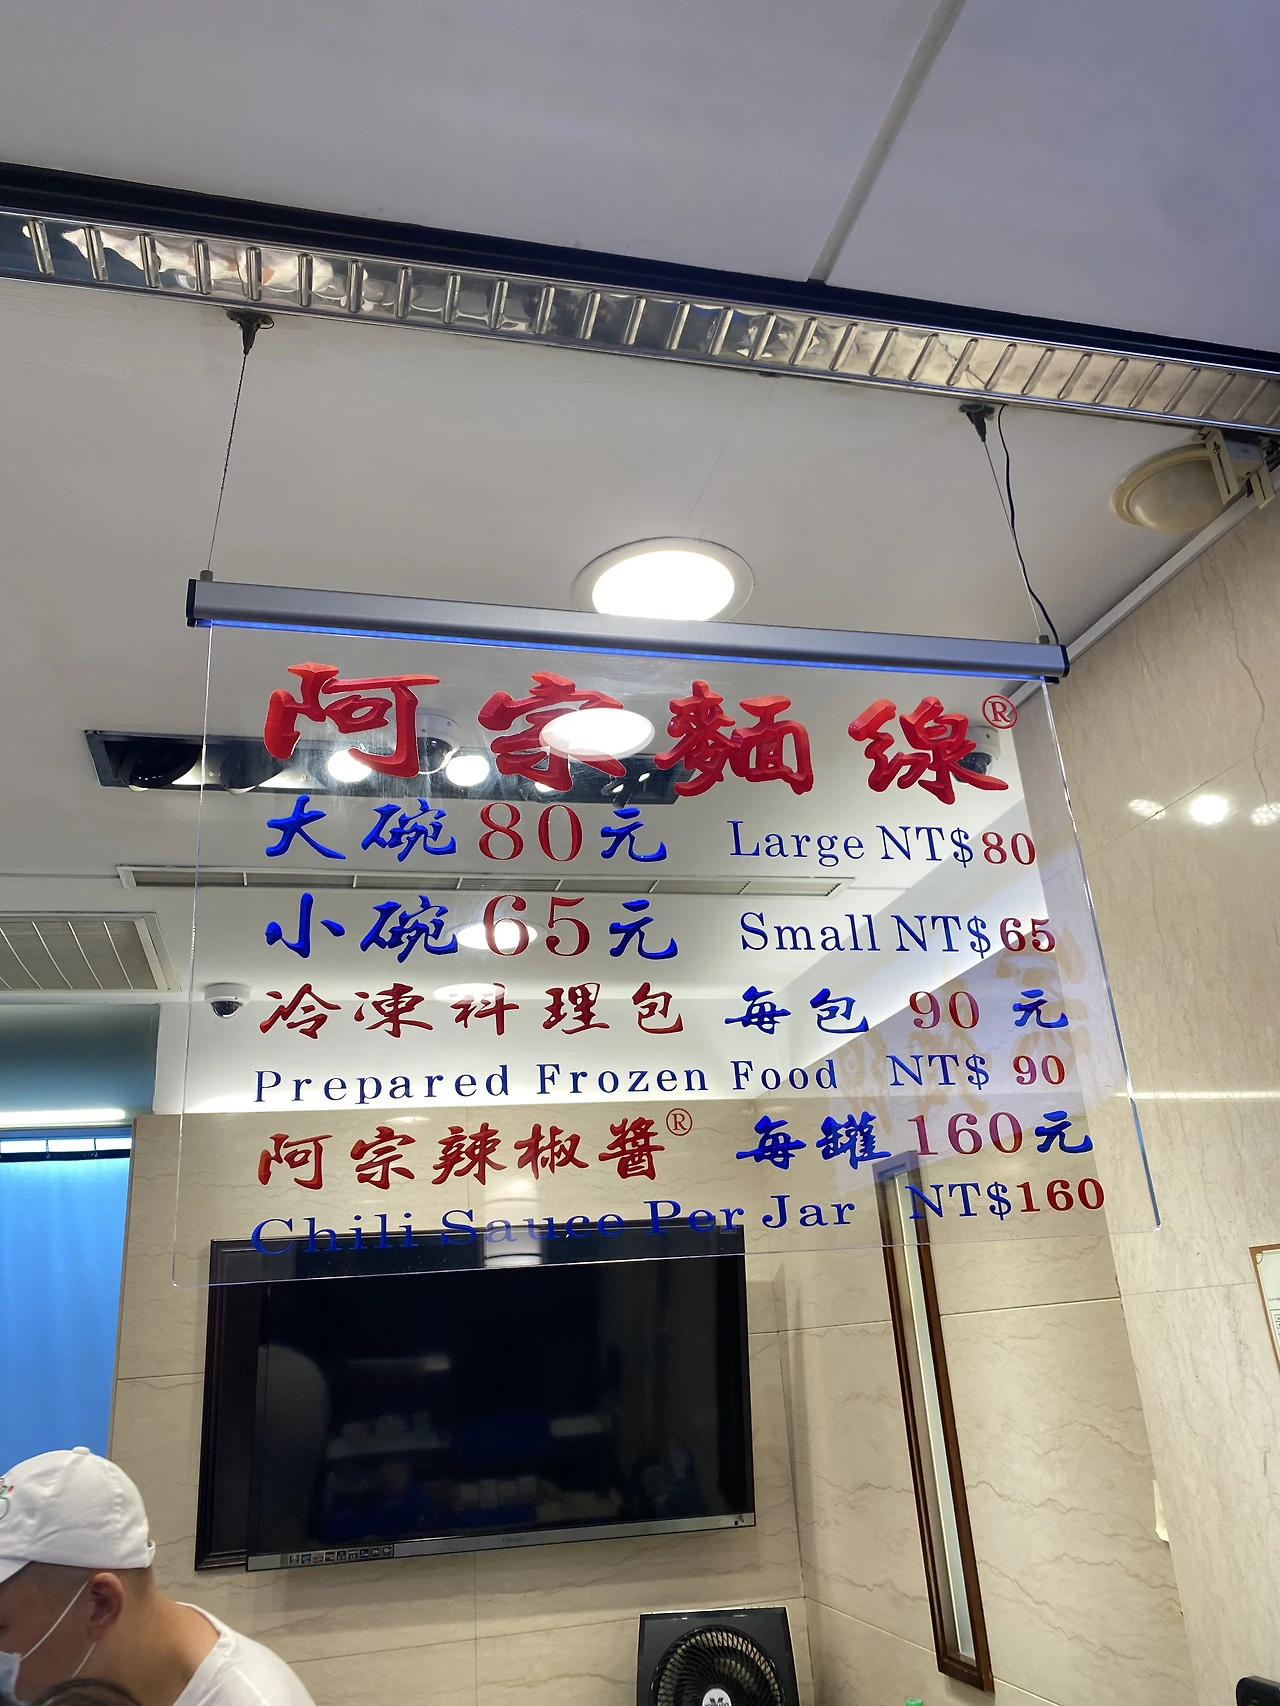 阿宗麵線®
大碗80元 Large NT$80
小碗65元 Small NT$65
冷凍料理包 每包 90 元
Prepared Frozen Food NT$ 90
阿宗辣椒醬® 每罐 160元
Chili Sauce Per Jar NT$160